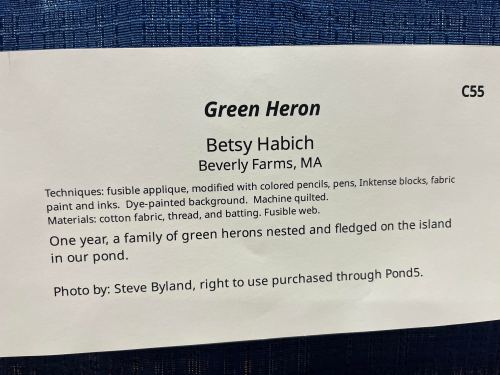 C55
Green Heron
Betsy Habich
Beverly Farms, MA
Techniques: fusible applique, modified with colored pencils, pens, Inktense blocks, fabric
paint and inks. Dye-painted background. Machine quilted.
Materials: cotton fabric, thread, and batting. Fusible web.
One year, a family of green herons nested and fledged on the island
in our pond.
Photo by: Steve Byland, right to use purchased through Pond5.